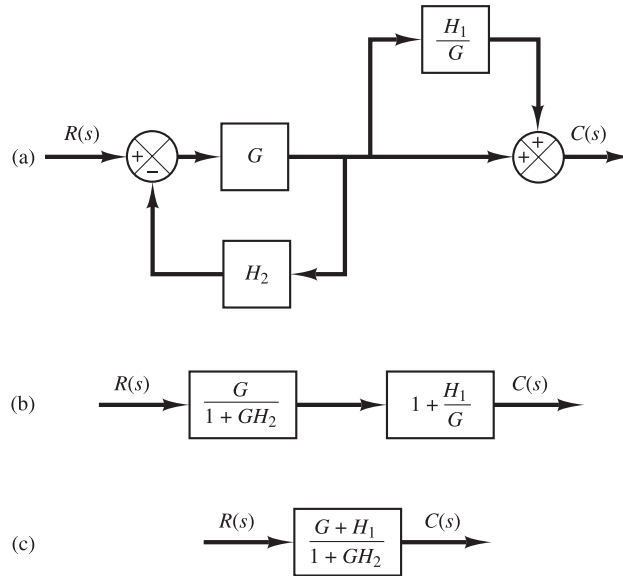 H₁
G
+
R(s)
+
−
G
+
C(s)
(a)
H₂
(b)
R(s)
G
1 + GH₂
1 + H₁
G
C(s)
(c)
R(s)
G + H₁
1 + GH₂
C(s)